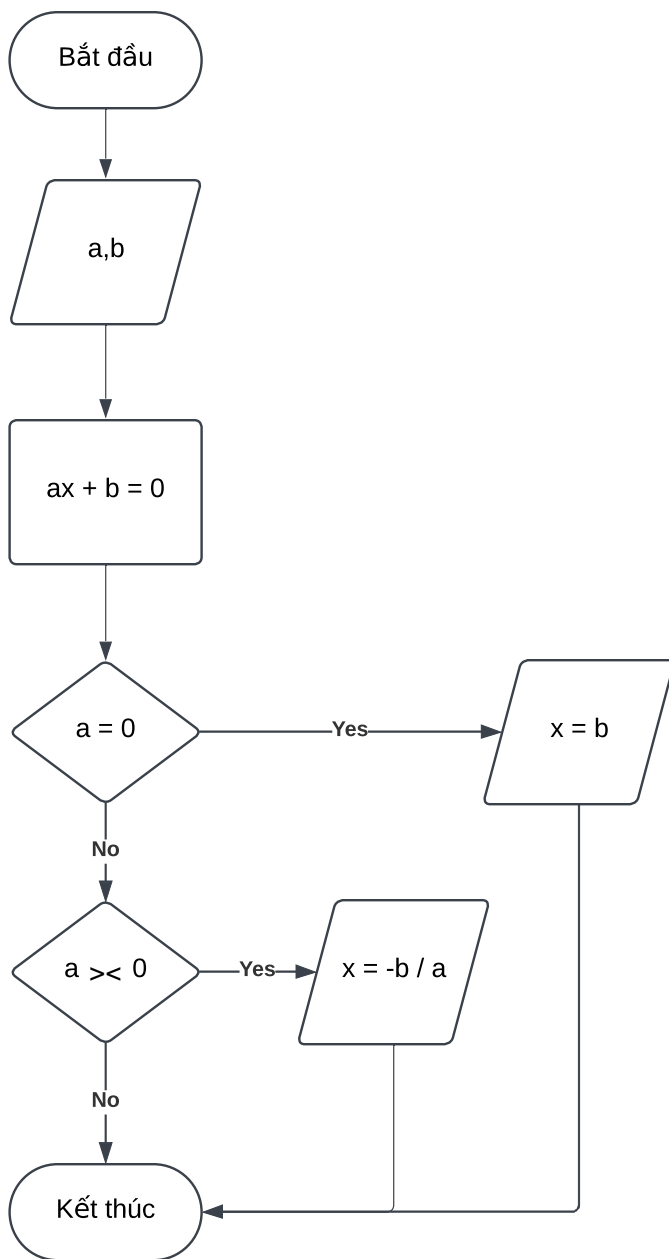 Bắt đầu
a,b
ax + b = 0
a = 0
Yes
x = b
No
a >< 0
Yes
x = -b / a
No
Kết thúc